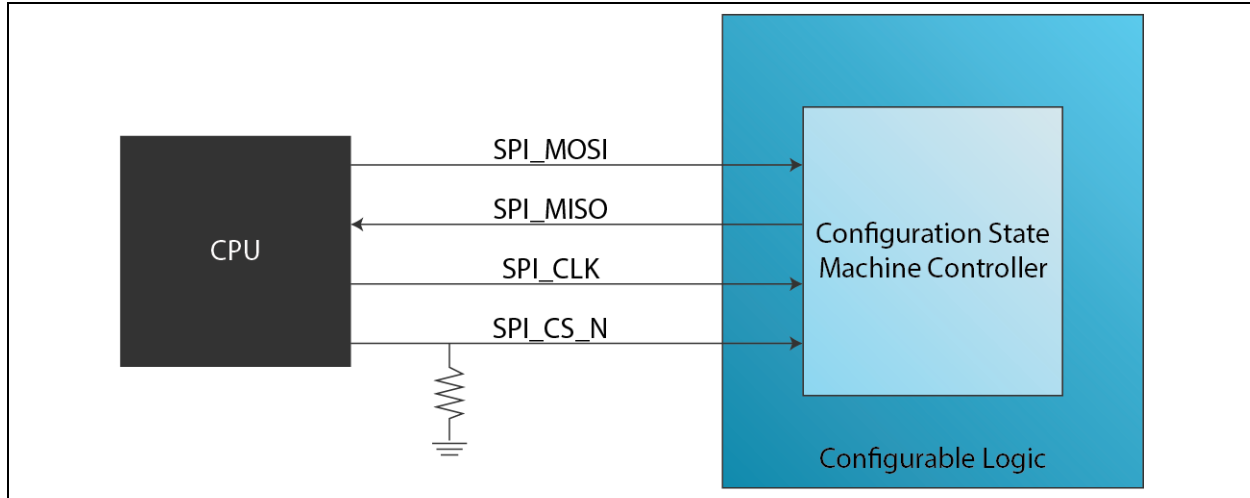 SPI_MOSI
SPI_MISO
CPU
SPI_CLK
SPI_CS_N
Configuration State
Machine Controller
Configurable Logic